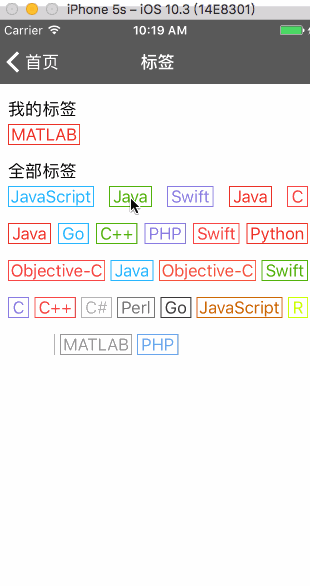 iPhone 5s – iOS 10.3 (14E8301)
Carrier 10:19 AM
首页 标签
我的标签
MATLAB
全部标签
JavaScript Java Swift Java C
Java Go C++ PHP Swift Python
Objective-C Java Objective-C Swift
C C++ C# Perl Go JavaScript R
MATLAB PHP